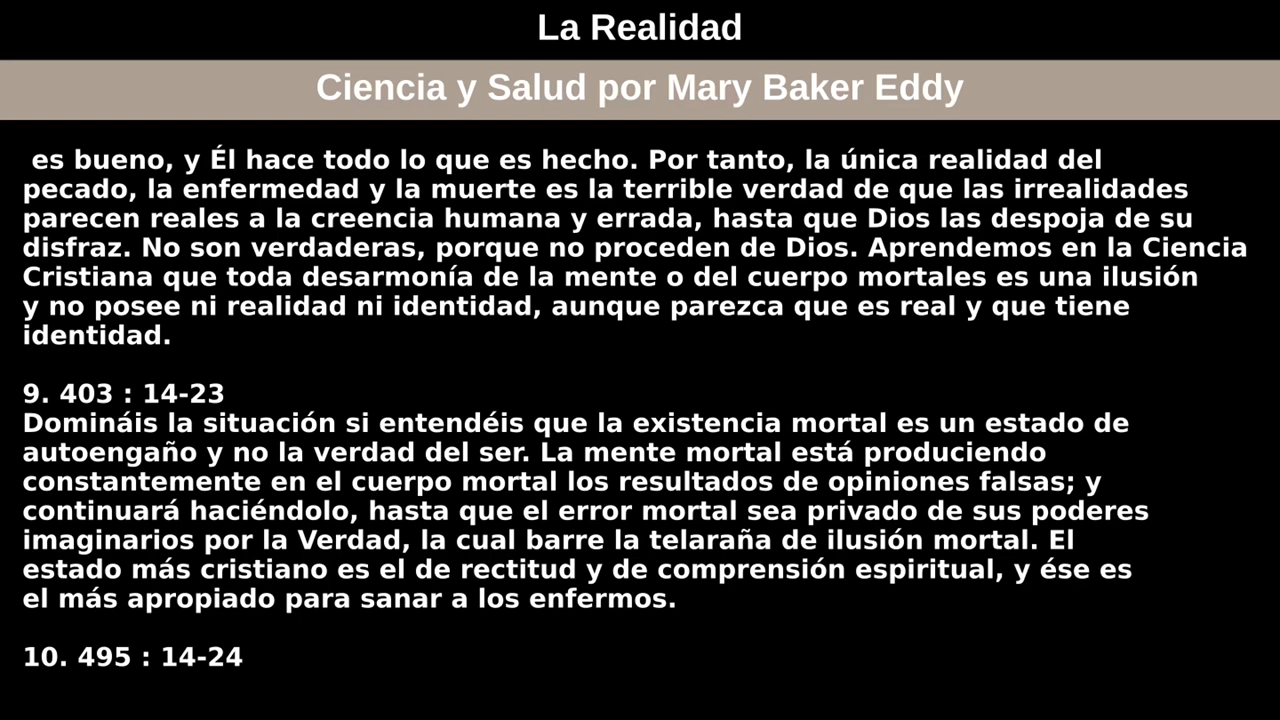 La Realidad
Ciencia y Salud por Mary Baker Eddy
es bueno, y Él hace todo lo que es hecho. Por tanto, la única realidad del
pecado, la enfermedad y la muerte es la terrible verdad de que las irrealidades
parecen reales a la creencia humana y errada, hasta que Dios las despoja de su
disfraz. No son verdaderas, porque no proceden de Dios. Aprendemos en la Ciencia
Cristiana que toda desarmonía de la mente o del cuerpo mortales es una ilusión
y no posee ni realidad ni identidad, aunque parezca que es real y que tiene
identidad.
9. 403 : 14-23
Domináis la situación si entendéis que la existencia mortal es un estado de
autoengaño y no la verdad del ser. La mente mortal está produciendo
constantemente en el cuerpo mortal los resultados de opiniones falsas; y
continuará haciéndolo, hasta que el error mortal sea privado de sus poderes
imaginarios por la Verdad, la cual barre la telaraña de ilusión mortal. El
estado más cristiano es el de rectitud y de comprensión espiritual, y ése es
el más apropiado para sanar a los enfermos.
10. 495 : 14-24